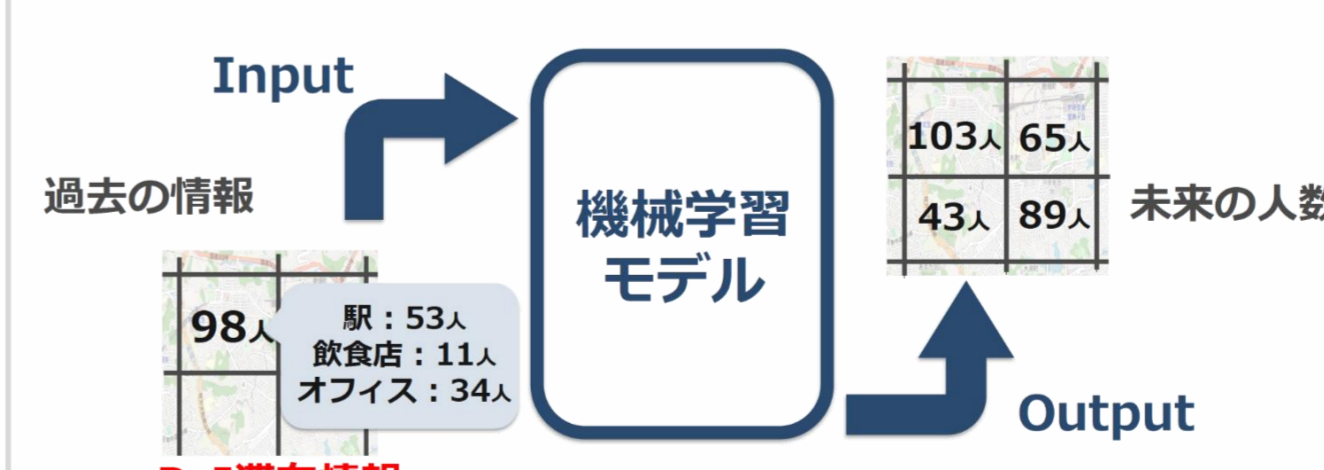 Input
過去の情報
98人
駅：53人
飲食店：11人
オフィス：34人
機械学習
モデル
103人 65人
43人 89人
未来の人数
Output